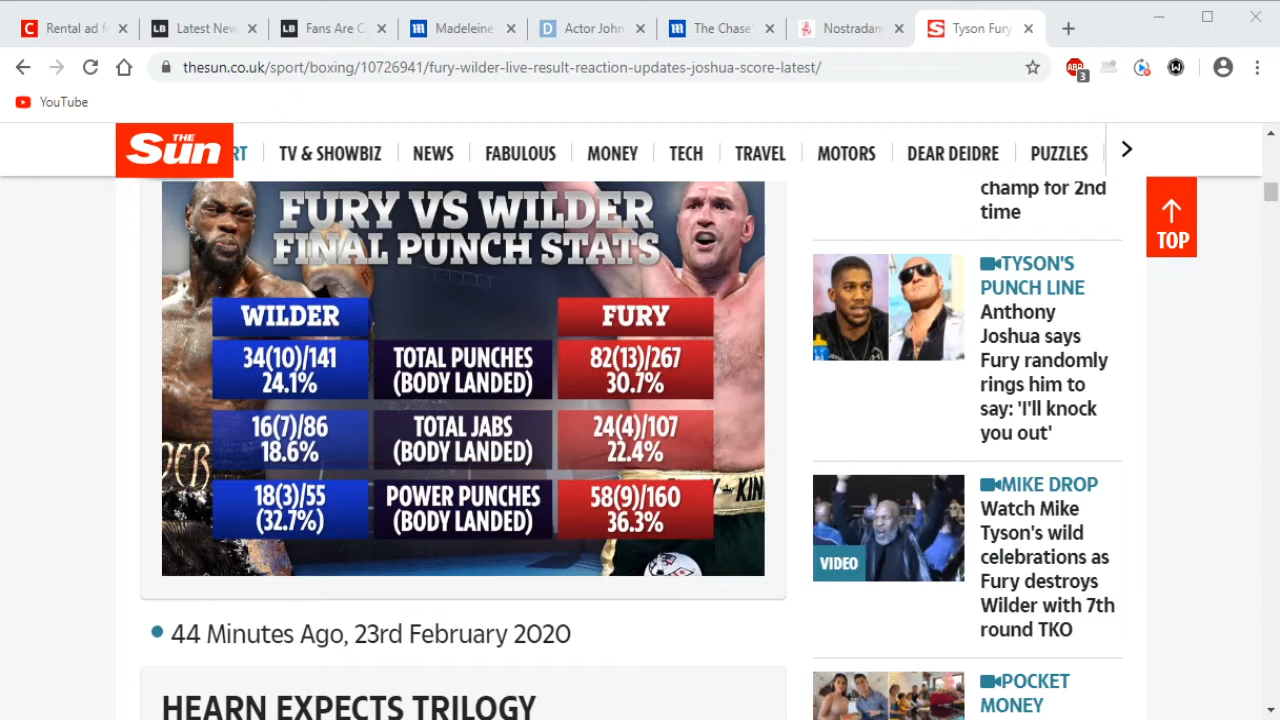 Rental ad f
Latest New
Fans Are C
Madeleine
Actor John
The Chase'
Nostradam
Tyson Fury
thesun.co.uk/sport/boxing/10726941/fury-wilder-live-result-reaction-updates-joshua-score-latest/
ABP
3
YouTube
THE
Sun
RT
TV & SHOWBIZ
NEWS
FABULOUS
MONEY
TECH
TRAVEL
MOTORS
DEAR DEIDRE
PUZZLES
FURY VS WILDER
FINAL PUNCH STATS
WILDER
FURY
34(10)/141
24.1%
TOTAL PUNCHES
(BODY LANDED)
82(13)/267
30.7%
16(7)/86
18.6%
TOTAL JABS
(BODY LANDED)
24(4)/107
22.4%
18(3)/55
(32.7%)
POWER PUNCHES
(BODY LANDED)
58(9)/160
36.3%
44 Minutes Ago, 23rd February 2020
HEARN EXPECTS TRILOGY
champ for 2nd
time
TYSON'S
PUNCH LINE
Anthony
Joshua says
Fury randomly
rings him to
say: 'I'll knock
you out'
MIKE DROP
Watch Mike
Tyson's wild
celebrations as
Fury destroys
Wilder with 7th
round TKO
VIDEO
POCKET
MONEY
TOP